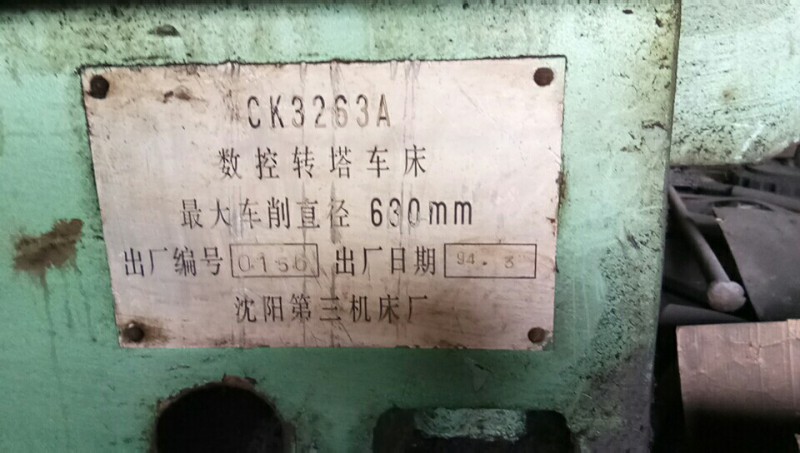 CK3263A
数控转塔车床
最大车削直径 630mm
出厂编号 0156 出厂日期 94.3
沈阳第三机床厂